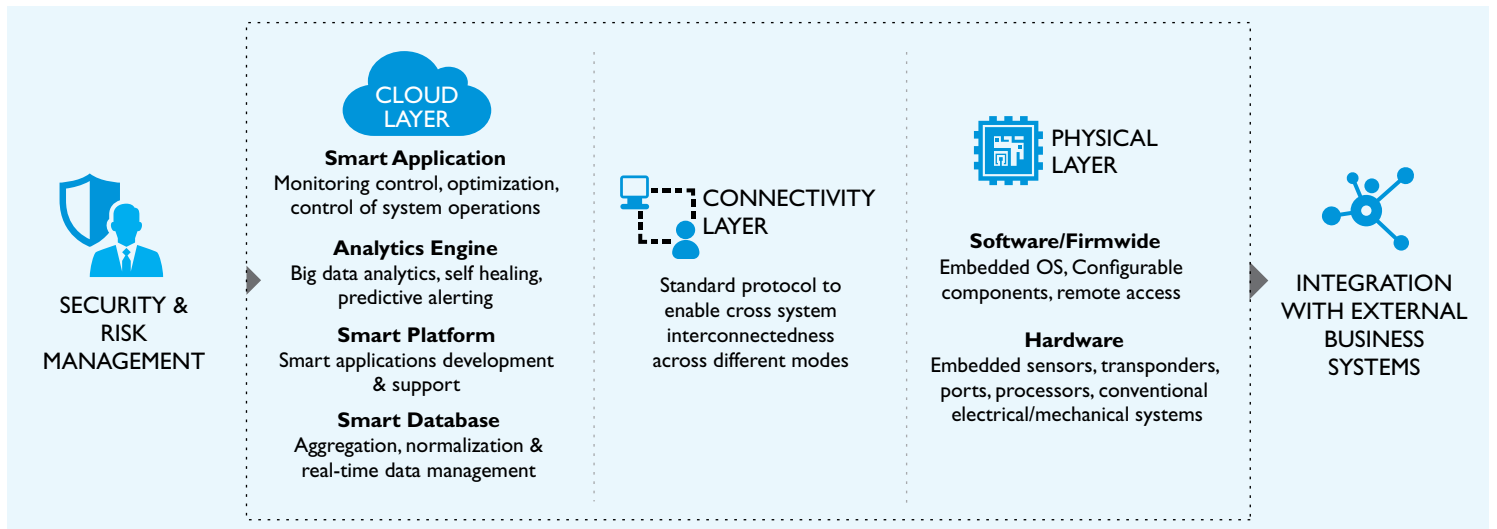 SECURITY &
RISK
MANAGEMENT
CLOUD
LAYER
Smart Application
Monitoring control, optimization,
control of system operations
Analytics Engine
Big data analytics, self healing,
predictive alerting
Smart Platform
Smart applications development
& support
Smart Database
Aggregation, normalization &
real-time data management
CONNECTIVITY
LAYER
Standard protocol to
enable cross system
interconnectedness
across different modes
PHYSICAL
LAYER
Software/Firmwide
Embedded OS, Configurable
components, remote access
Hardware
Embedded sensors, transponders,
ports, processors, conventional
electrical/mechanical systems
INTEGRATION
WITH EXTERNAL
BUSINESS
SYSTEMS